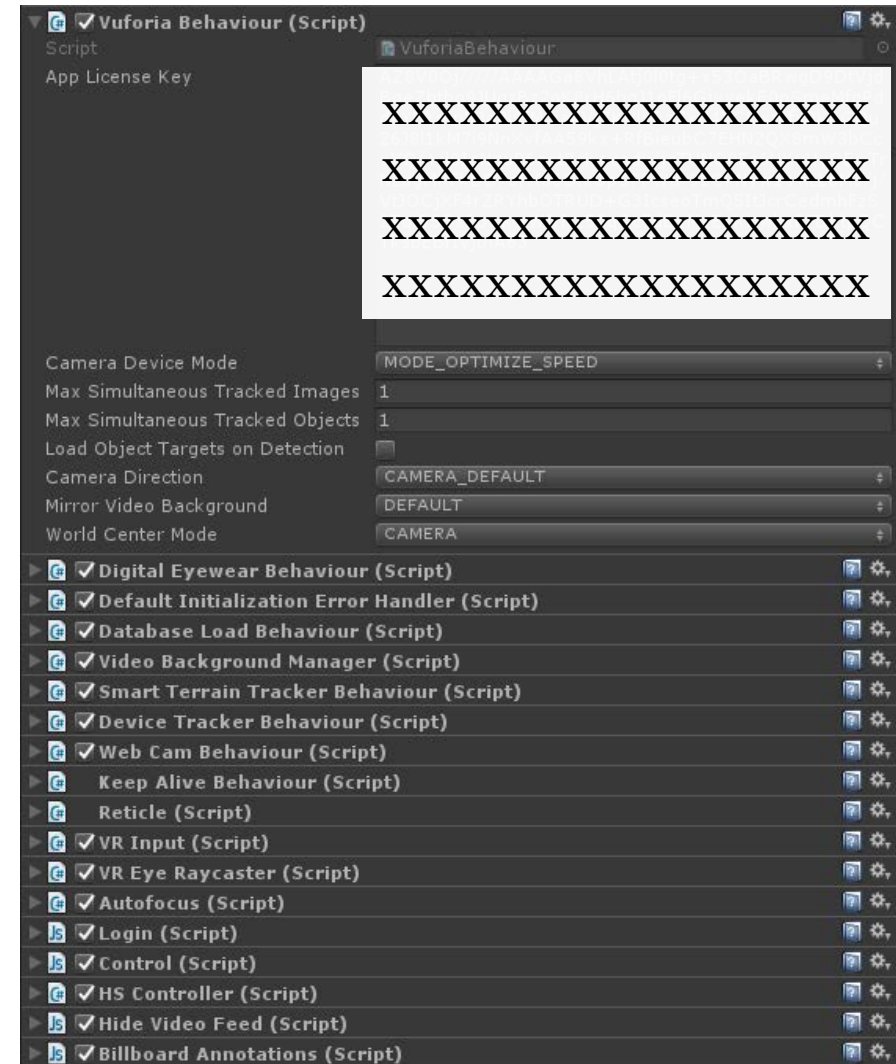 Vuforia Behaviour (Script)
Script VuforiaBehaviour
App License Key
XXXXXXXXXXXXXXXXXXX
XXXXXXXXXXXXXXXXXXX
XXXXXXXXXXXXXXXXXXX
XXXXXXXXXXXXXXXXXXX
Camera Device Mode MODE_OPTIMIZE_SPEED
Max Simultaneous Tracked Images 1
Max Simultaneous Tracked Objects 1
Load Object Targets on Detection
Camera Direction CAMERA_DEFAULT
Mirror Video Background DEFAULT
World Center Mode CAMERA
Digital Eyewear Behaviour (Script)
Default Initialization Error Handler (Script)
Database Load Behaviour (Script)
Video Background Manager (Script)
Smart Terrain Tracker Behaviour (Script)
Device Tracker Behaviour (Script)
Web Cam Behaviour (Script)
Keep Alive Behaviour (Script)
Reticle (Script)
VR Input (Script)
VR Eye Raycaster (Script)
Autofocus (Script)
Login (Script)
Control (Script)
HS Controller (Script)
Hide Video Feed (Script)
Billboard Annotations (Script)